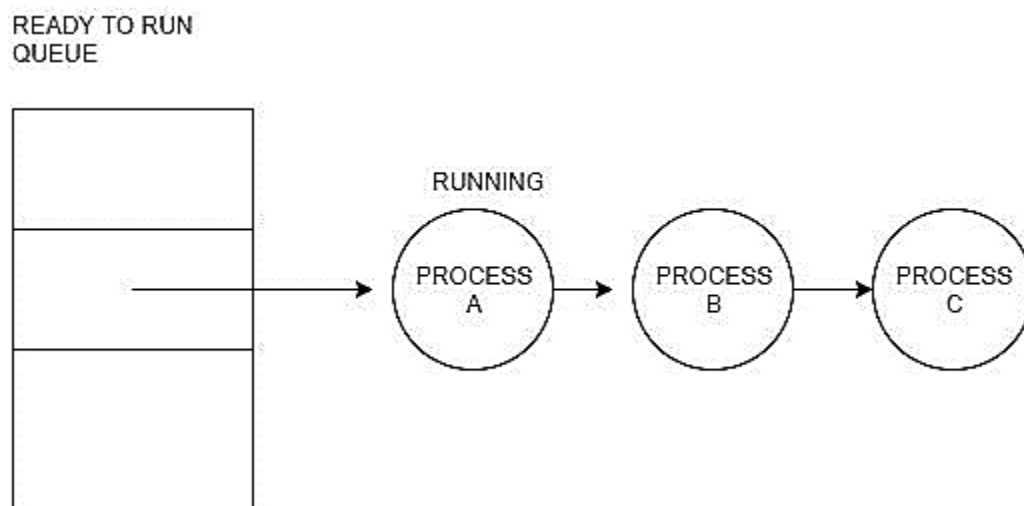 READY TO RUN
QUEUE
RUNNING
PROCESS
A
PROCESS
B
PROCESS
C